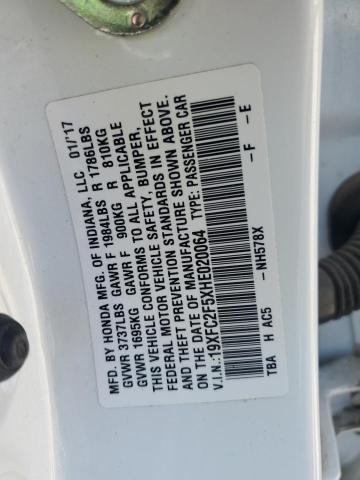 MFD. BY HONDA MFG. OF INDIANA, LLC 01/'17
GVWR 3737LBS GAWR F 1984LBS R 1786LBS
GVWR 1695KG GAWR F 900KG R 810KG
THIS VEHICLE CONFORMS TO ALL APPLICABLE
FEDERAL MOTOR VEHICLE SAFETY, BUMPER,
AND THEFT PREVENTION STANDARDS IN EFFECT
ON THE DATE OF MANUFACTURE SHOWN ABOVE.
V.I.N.:19XFC2F5XHE020064 TYPE: PASSENGER CAR
TBA H AC5 -NH578X -F -E